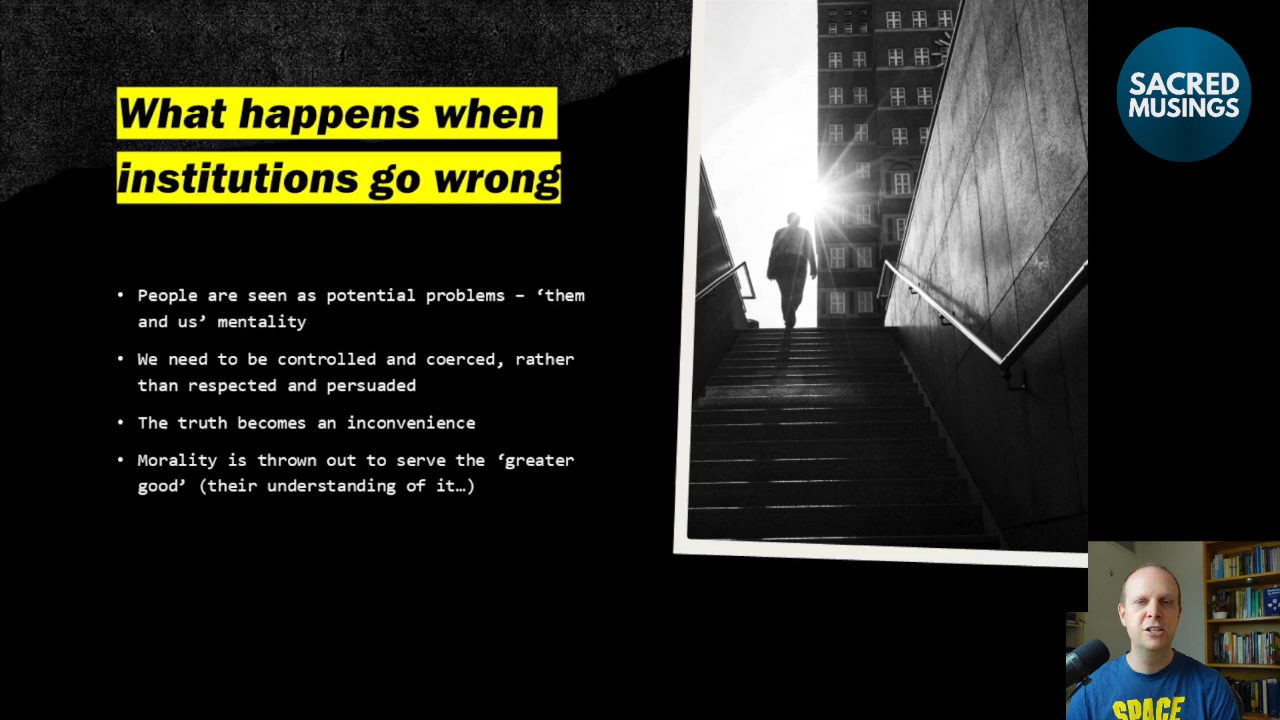 What happens when
institutions go wrong
• People are seen as potential problems – ‘them
and us’ mentality
• We need to be controlled and coerced, rather
than respected and persuaded
• The truth becomes an inconvenience
• Morality is thrown out to serve the ‘greater
good’ (their understanding of it…)
SACRED
MUSINGS
SPACE